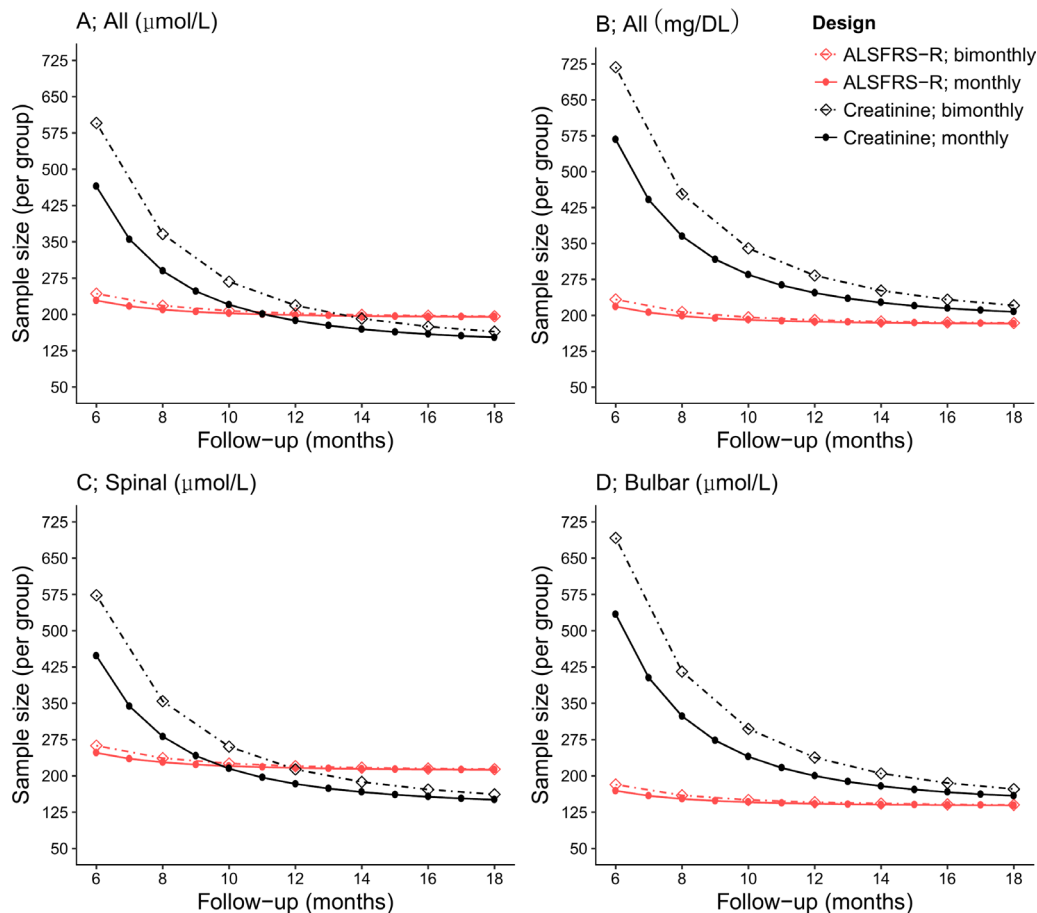 A; All (μmol/L)
Sample size (per group)
725
650
575
500
425
350
275
200
125
50
6 8 10 12 14 16 18
Follow−up (months)
B; All (mg/DL)
Sample size (per group)
725
650
575
500
425
350
275
200
125
50
6 8 10 12 14 16 18
Follow−up (months)
Design
ALSFRS−R; bimonthly
ALSFRS−R; monthly
Creatinine; bimonthly
Creatinine; monthly
C; Spinal (μmol/L)
Sample size (per group)
725
650
575
500
425
350
275
200
125
50
6 8 10 12 14 16 18
Follow−up (months)
D; Bulbar (μmol/L)
Sample size (per group)
725
650
575
500
425
350
275
200
125
50
6 8 10 12 14 16 18
Follow−up (months)